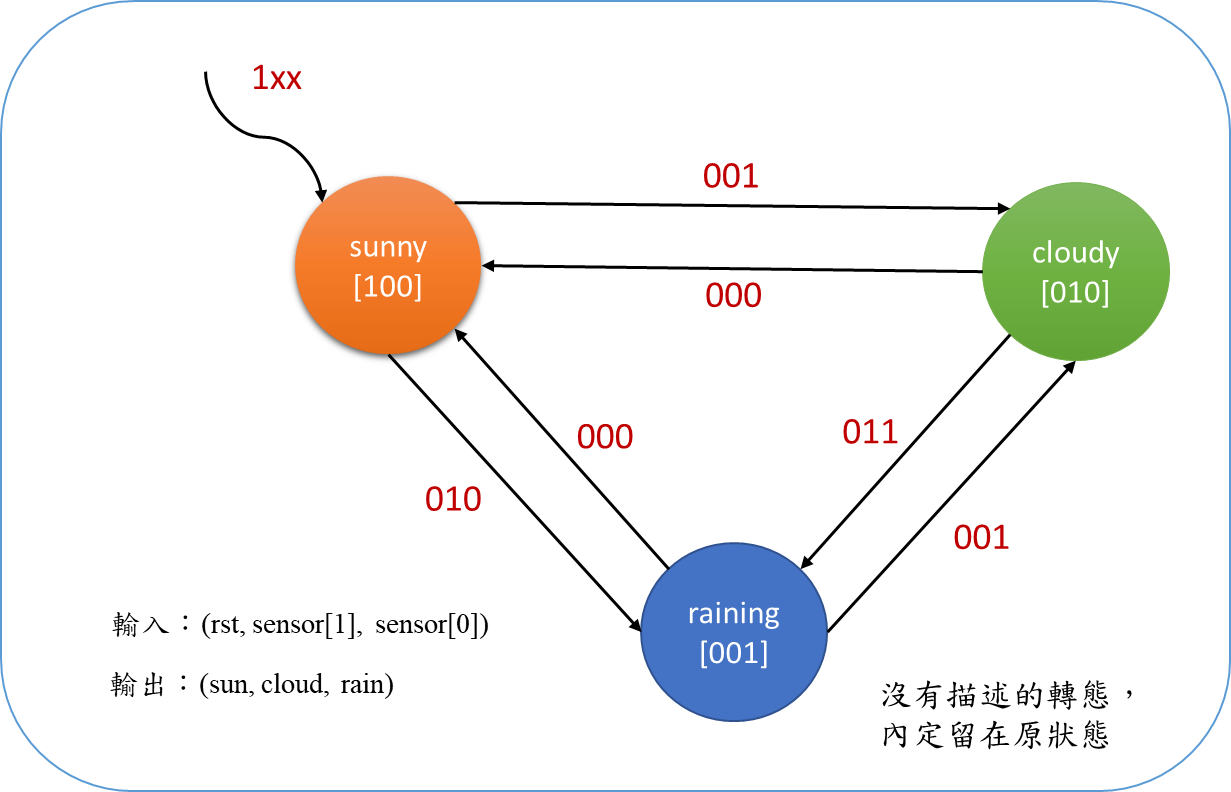 1xx
001
sunny
[100]
cloudy
[010]
000
000
011
010
001
raining
[001]
輸入：(rst, sensor[1], sensor[0])
輸出：(sun, cloud, rain)
沒有描述的轉態，
內定留在原狀態